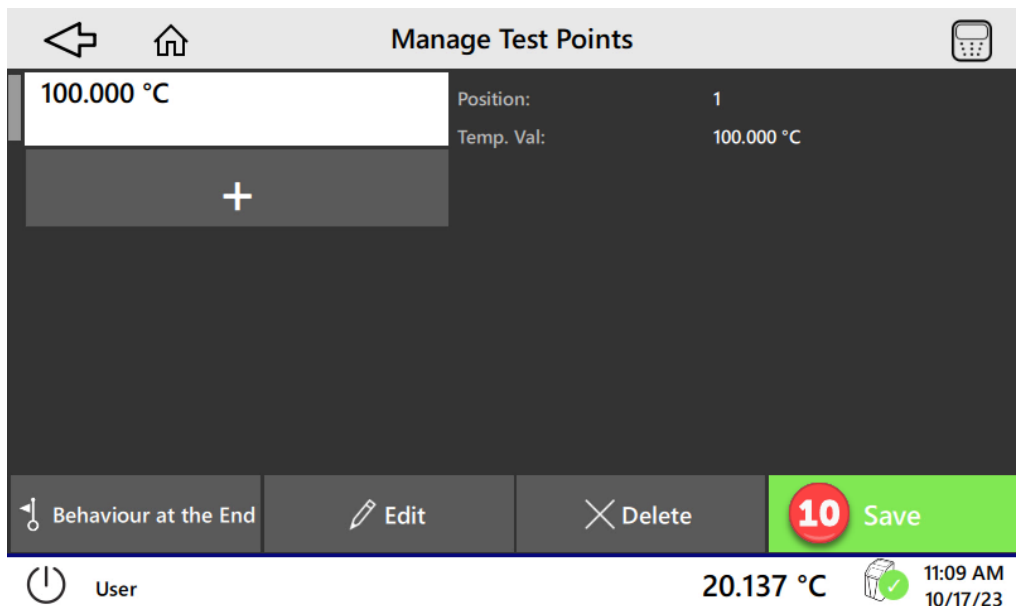 Manage Test Points
100.000 °C
Position: 1
Temp. Val: 100.000 °C
+
Behaviour at the End Edit Delete 10 Save
User 20.137 °C 11:09 AM
10/17/23